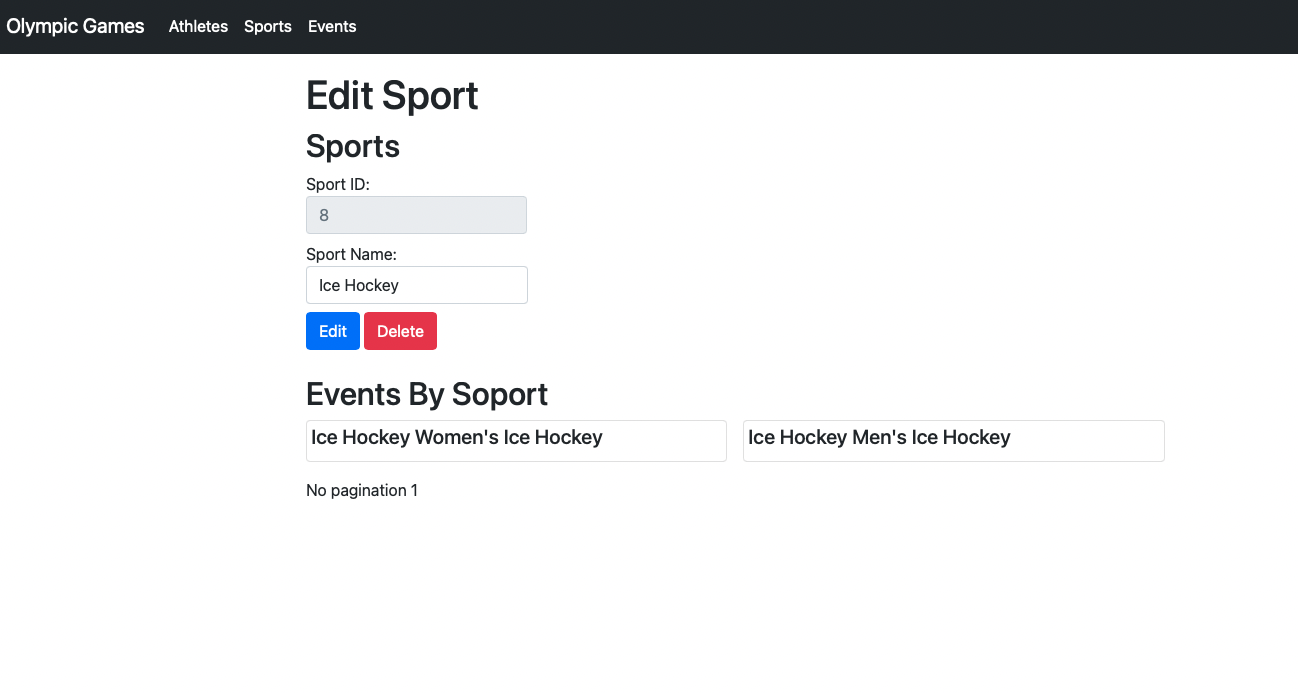 Olympic Games Athletes Sports Events
Edit Sport
Sports
Sport ID:
8
Sport Name:
Ice Hockey
Edit Delete
Events By Soport
Ice Hockey Women's Ice Hockey Ice Hockey Men's Ice Hockey
No pagination 1